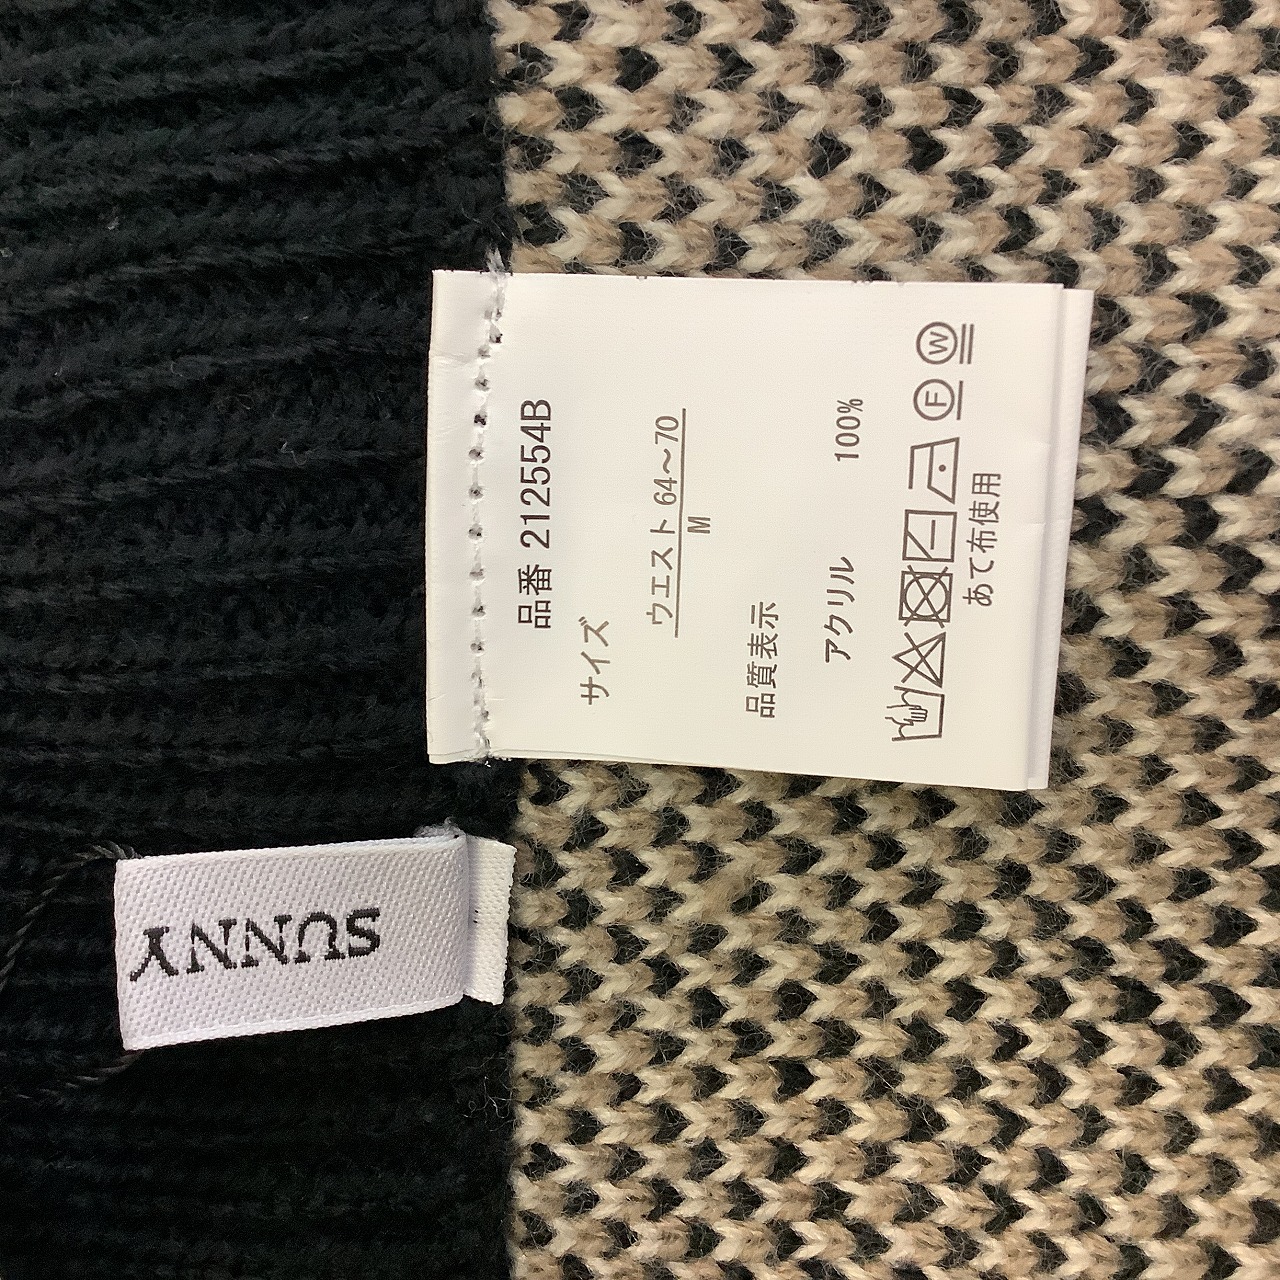 品番 212554B
サイズ
ウエスト 64～70
M
品質表示
アクリル 100%
W
F
あて布使用
SUNNY